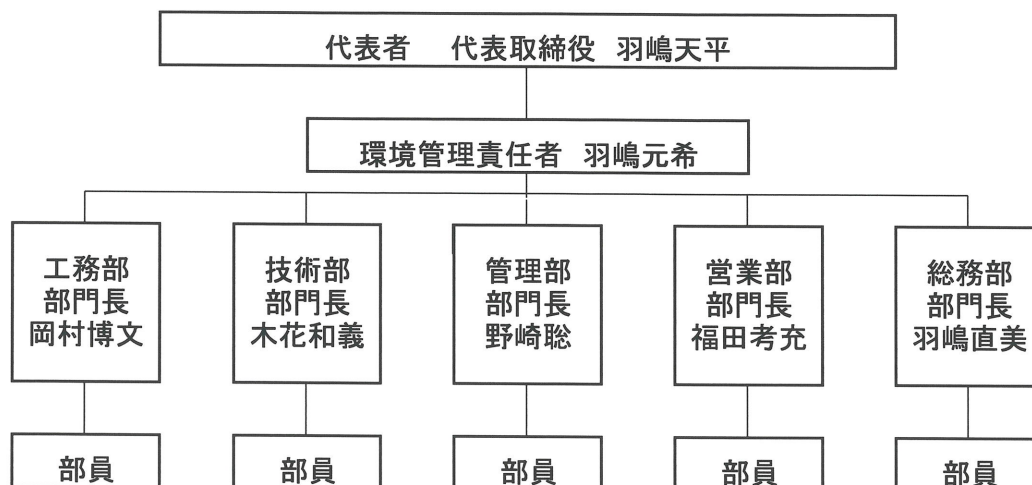 代表者　代表取締役 羽嶋天平
環境管理責任者 羽嶋元希
工務部
部門長
岡村博文
技術部
部門長
木花和義
管理部
部門長
野崎聡
営業部
部門長
福田考充
総務部
部門長
羽嶋直美
部員
部員
部員
部員
部員